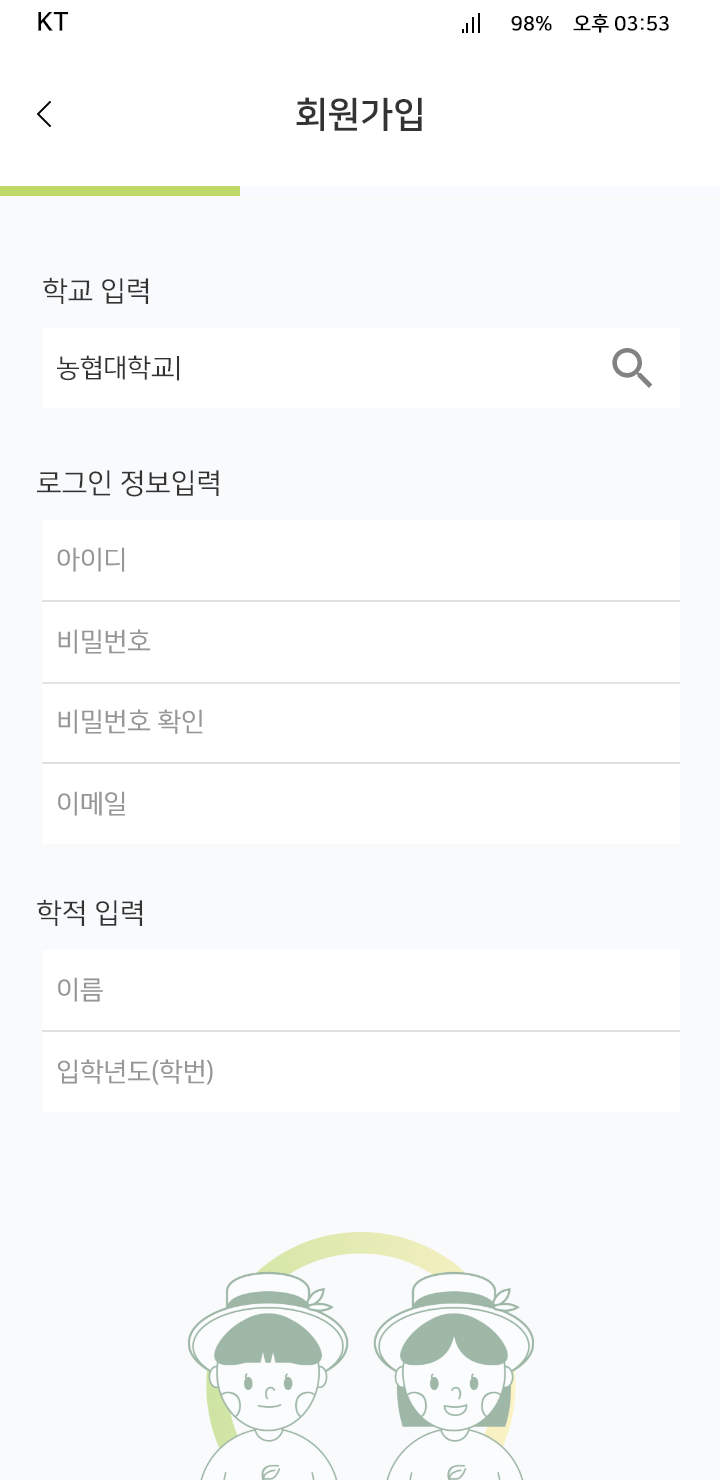 KT 98% 오후 03:53
회원가입
학교 입력
농협대학교
로그인 정보입력
아이디
비밀번호
비밀번호 확인
이메일
학적 입력
이름
입학년도(학번)